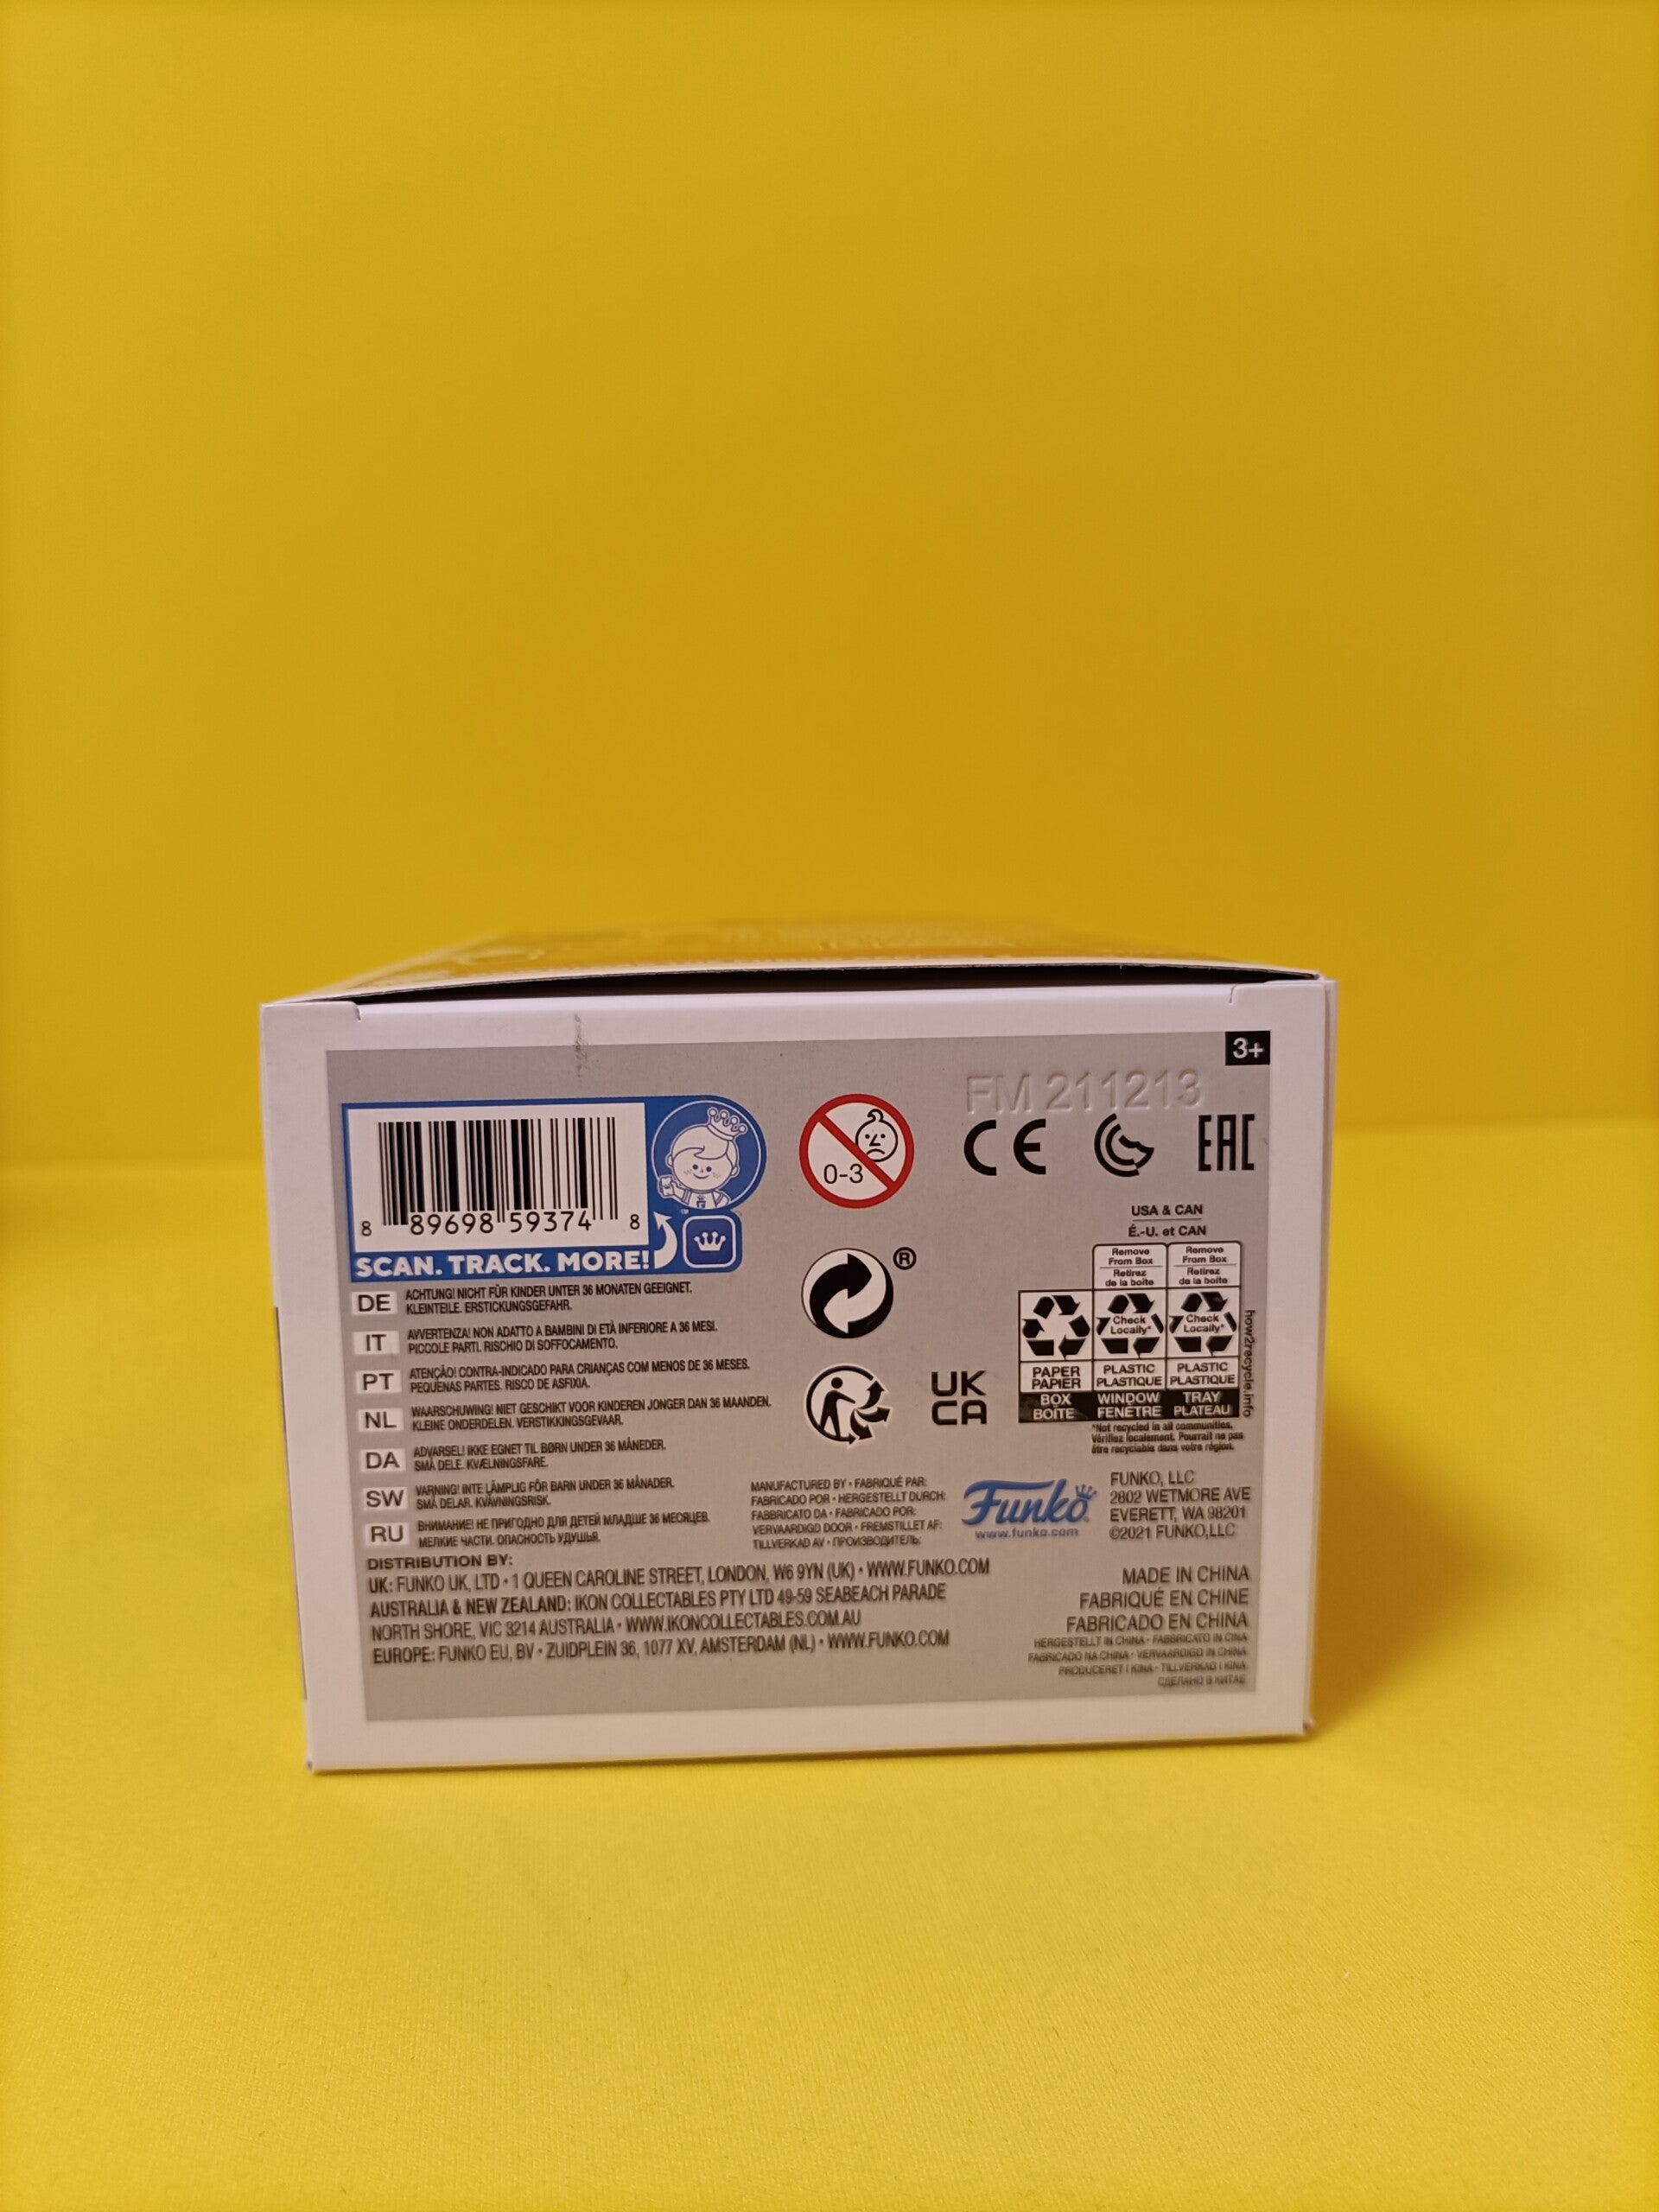 3+
FM 211213
8 89698 59374 8
SCAN. TRACK. MORE!
0-3
CE
EAC
®
UK
CA
USA & CAN
É.-U. et CAN
Remove From Box
Retirez de la boîte
Remove From Box
Retirez de la boîte
Check Locally*
Check Locally*
PAPER PAPIER
PLASTIC PLASTIQUE
PLASTIC PLASTIQUE
BOX BOÎTE
WINDOW FENÊTRE
TRAY PLATEAU
how2recycle.info
*Not recycled in all communities.
Vérifiez localement. Pourrait ne pas
être recyclable dans votre région.
DE ACHTUNG! NICHT FÜR KINDER UNTER 36 MONATEN GEEIGNET.
KLEINTEILE. ERSTICKUNGSGEFAHR.
IT AVVERTENZA! NON ADATTO A BAMBINI DI ETÀ INFERIORE A 36 MESI.
PICCOLE PARTI. RISCHIO DI SOFFOCAMENTO.
PT ATENÇÃO! CONTRA-INDICADO PARA CRIANÇAS COM MENOS DE 36 MESES.
PEQUENAS PARTES. RISCO DE ASFIXIA.
NL WAARSCHUWING! NIET GESCHIKT VOOR KINDEREN JONGER DAN 36 MAANDEN.
KLEINE ONDERDELEN. VERSTIKKINGSGEVAAR.
DA ADVARSEL! IKKE EGNET TIL BØRN UNDER 36 MÅNEDER.
SMÅ DELE. KVÆLNINGSFARE.
SW VARNING! INTE LÄMPLIG FÖR BARN UNDER 36 MÅNADER.
SMÅ DELAR. KVÄVNINGSRISK.
RU ВНИМАНИЕ! НЕ ПРИГОДНО ДЛЯ ДЕТЕЙ МЛАДШЕ 36 МЕСЯЦЕВ.
МЕЛКИЕ ЧАСТИ. ОПАСНОСТЬ УДУШЬЯ.
MANUFACTURED BY • FABRIQUÉ PAR:
FABRICADO POR • HERGESTELLT DURCH:
FABBRICATO DA • FABRICADO POR:
VERVAARDIGD DOOR • FREMSTILLET AF:
TILLVERKAD AV • ПРОИЗВОДИТЕЛЬ:
Funko
www.funko.com
FUNKO, LLC
2802 WETMORE AVE
EVERETT, WA 98201
©2021 FUNKO,LLC
DISTRIBUTION BY:
UK: FUNKO UK, LTD • 1 QUEEN CAROLINE STREET, LONDON, W6 9YN (UK) • WWW.FUNKO.COM
AUSTRALIA & NEW ZEALAND: IKON COLLECTABLES PTY LTD 49-59 SEABEACH PARADE
NORTH SHORE, VIC 3214 AUSTRALIA • WWW.IKONCOLLECTABLES.COM.AU
EUROPE: FUNKO EU, BV • ZUIDPLEIN 36, 1077 XV, AMSTERDAM (NL) • WWW.FUNKO.COM
MADE IN CHINA
FABRIQUÉ EN CHINE
FABRICADO EN CHINA
HERGESTELLT IN CHINA • FABBRICATO IN CINA
FABRICADO NA CHINA • VERVAARDIGD IN CHINA
PRODUCERET I KINA • TILLVERKAD I KINA
СДЕЛАНО В КИТАЕ